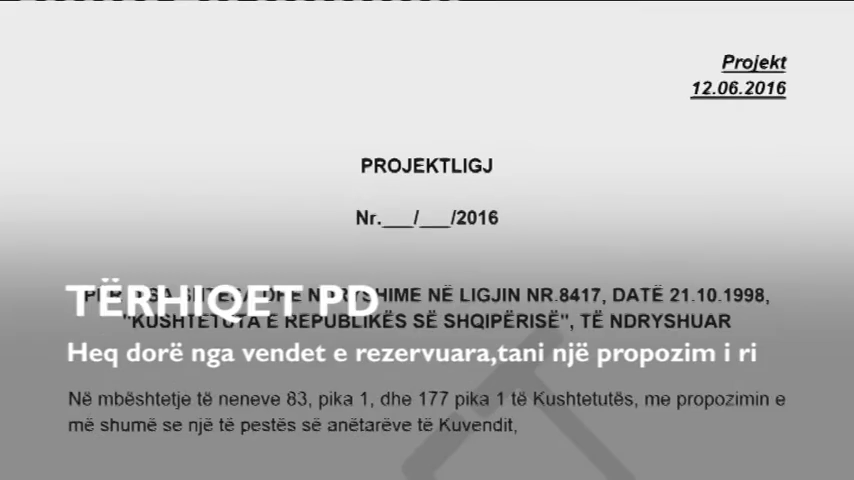 Projekt
12.06.2016
PROJEKTLIGJ
Nr.___/___/2016
NDRYSHIME NË LIGJIN NR.8417, DATË 21.10.1998,
TËRHIQET PD
"KUSHTETUTA E REPUBLIKËS SË SHQIPËRISË", TË NDRYSHUAR
Heq dorë nga vendet e rezervuara,tani një propozim i ri
Në mbështetje të neneve 83, pika 1, dhe 177 pika 1 të Kushtetutës, me propozimin e
më shumë se një të pestës së anëtarëve të Kuvendit,